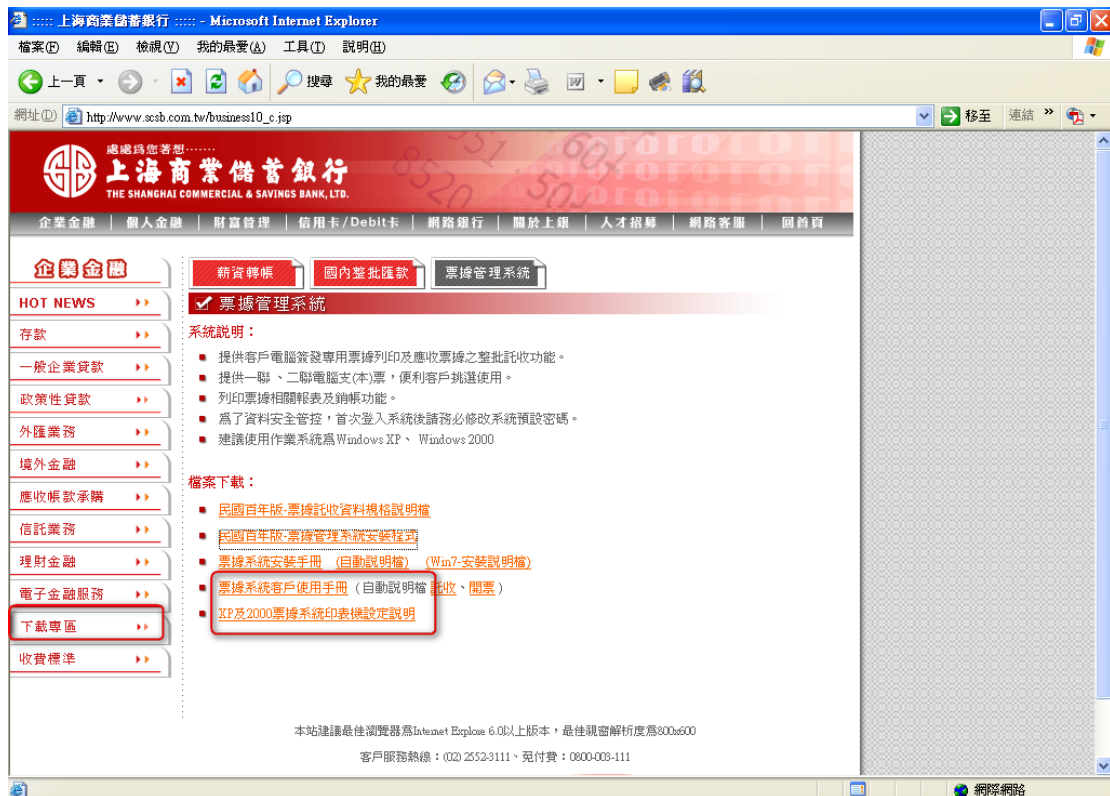 ::::: 上海商業儲蓄銀行 ::::: - Microsoft Internet Explorer
檔案(F) 編輯(E) 檢視(V) 我的最愛(A) 工具(T) 說明(H)
上一頁 搜尋 我的最愛
網址(D) http://www.scsb.com.tw/business10_c.jsp 移至 連結 »
處處為您著想‧‧‧‧‧‧‧
上海商業儲蓄銀行
THE SHANGHAI COMMERCIAL & SAVINGS BANK, LTD.
企業金融 | 個人金融 | 財富管理 | 信用卡/Debit卡 | 網路銀行 | 關於上銀 | 人才招募 | 網路客服 | 回首頁
企業金融
薪資轉帳 國內整批匯款 票據管理系統
HOT NEWS
票據管理系統
存款
系統說明：
一般企業貸款
提供客戶電腦簽發專用票據列印及應收票據之整批託收功能。
提供一聯、二聯電腦支(本)票，便利客戶挑選使用。
政策性貸款
列印票據相關報表及銷帳功能。
為了資料安全管控，首次登入系統後請務必修改系統預設密碼。
外匯業務
建議使用作業系統為Windows XP、 Windows 2000
境外金融
檔案下載：
應收帳款承購
民國百年版-票據託收資料規格說明檔
信託業務
民國百年版-票據管理系統安裝程式
理財金融
票據系統安裝手冊 (自動說明檔) (Win7-安裝說明檔)
電子金融服務
票據系統客戶使用手冊 (自動說明檔 託收、開票)
下載專區
XP及2000票據系統印表機設定說明
收費標準
本站建議最佳瀏覽器為Internet Explore 6.0以上版本，最佳視窗解析度為800x600
客戶服務熱線：(02) 2552-3111、免付費：0800-003-111
網際網路